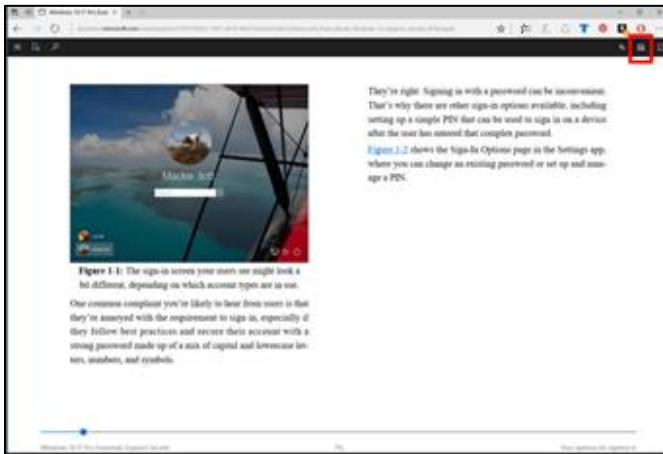 They're right. Signing in with a password can be inconvenient.
That's why there are other sign-in options available, including
setting up a simple PIN that can be used to sign in on a device
after the user has entered that complex password.
Figure 1-2 shows the Sign-In Options page in the Settings app,
where you can change an existing password or set up and man-
age a PIN.
Figure 1-1: The sign-in screen your users see might look a
bit different, depending on which account types are in use.
One common complaint you're likely to hear from users is that
they're annoyed with the requirement to sign in, especially if
they follow best practices and secure their account with a
strong password made up of a mix of capital and lowercase let-
ters, numbers, and symbols.